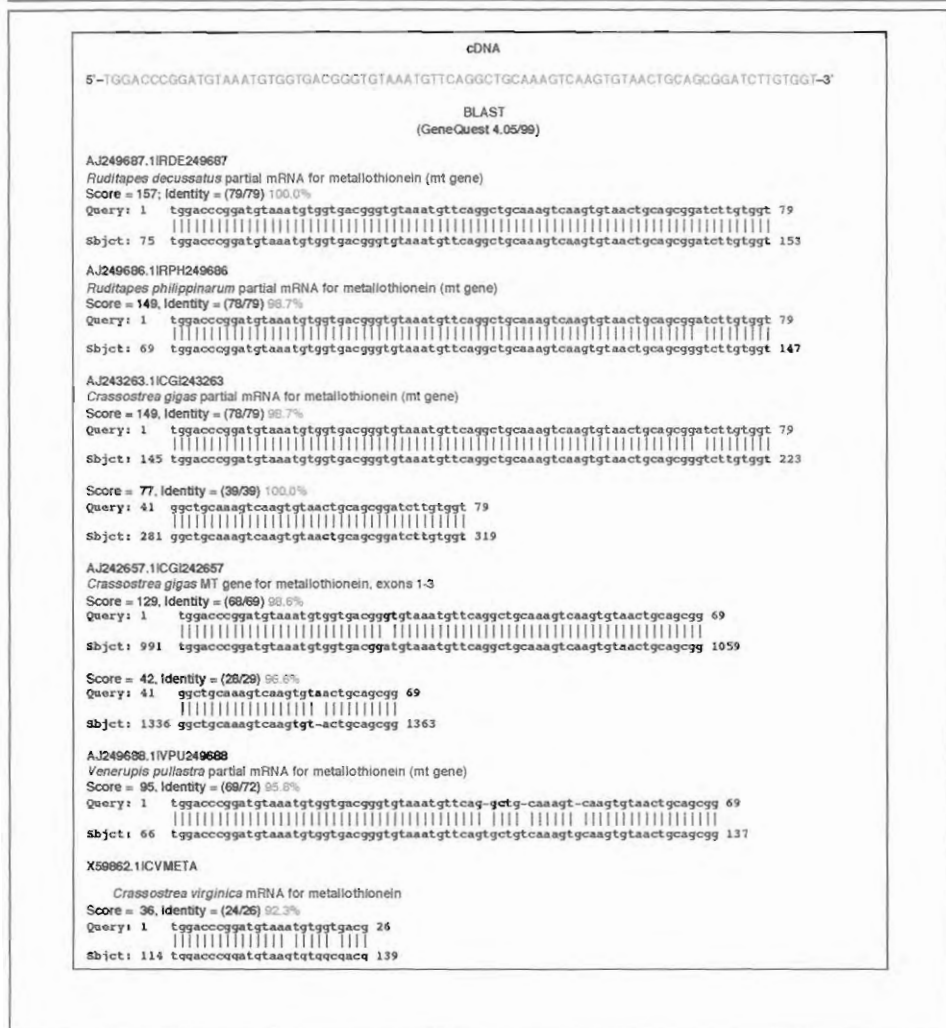 cDNA
5'-TGGACCCGGATGTAAATGTGGTGACGGGTGTAAATGTTCAGGCTGCAAAGTCAAGTGTAACTGCAGCGGATCTTGTGGT-3'
BLAST
(GeneQuest 4.05/99)
AJ249687.1IRDE249687
Ruditapes decussatus partial mRNA for metallothionein (mt gene)
Score = 157; Identity = (79/79) 100.0%
Query: 1 tggacccggatgtaaatgtggtgacgggtgtaaatgttcaggctgcaaagtcaagtgtaactgcagcggatcttgtggt 79
Sbjct: 75 tggacccggatgtaaatgtggtgacgggtgtaaatgttcaggctgcaaagtcaagtgtaactgcagcggatcttgtggt 153
AJ249686.1IRPH249686
Ruditapes philippinarum partial mRNA for metallothionein (mt gene)
Score = 149, Identity = (78/79) 98.7%
Query: 1 tggacccggatgtaaatgtggtgacgggtgtaaatgttcaggctgcaaagtcaagtgtaactgcagcggatcttgtggt 79
Sbjct: 69 tggacccggatgtaaatgtggtgacgggtgtaaatgttcaggctgcaaagtcaagtgtaactgcagcgggtcttgtggt 147
AJ243263.1ICGI243263
Crassostrea gigas partial mRNA for metallothionein (mt gene)
Score = 149, Identity = (78/79) 98.7%
Query: 1 tggacccggatgtaaatgtggtgacgggtgtaaatgttcaggctgcaaagtcaagtgtaactgcagcggatcttgtggt 79
Sbjct: 145 tggacccggatgtaaatgtggtgacgggtgtaaatgttcaggctgcaaagtcaagtgtaactgcagcgggtcttgtggt 223
Score = 77, Identity = (39/39) 100.0%
Query: 41 ggctgcaaagtcaagtgtaactgcagcggatcttgtggt 79
Sbjct: 281 ggctgcaaagtcaagtgtaactgcagcggatcttgtggt 319
AJ242657.1ICGI242657
Crassostrea gigas MT gene for metallothionein, exons 1-3
Score = 129, Identity = (68/69) 98.6%
Query: 1 tggacccggatgtaaatgtggtgacgggtgtaaatgttcaggctgcaaagtcaagtgtaactgcagcgg 69
Sbjct: 991 tggacccggatgtaaatgtggtgacggatgtaaatgttcaggctgcaaagtcaagtgtaactgcagcgg 1059
Score = 42, Identity = (28/29) 96.6%
Query: 41 ggctgcaaagtcaagtgtaactgcagcgg 69
Sbjct: 1336 ggctgcaaagtcaagtgt-actgcagcgg 1363
AJ249688.1IVPU249688
Venerupis pullastra partial mRNA for metallothionein (mt gene)
Score = 95, Identity = (69/72) 95.8%
Query: 1 tggacccggatgtaaatgtggtgacgggtgtaaatgttcag-gctg-caaagt-caagtgtaactgcagcgg 69
Sbjct: 66 tggacccggatgtaaatgtggtgacgggtgtaaatgttcagtgctgtcaaagtgcaagtgtaactgcagcgg 137
X59862.1ICVMETA
Crassostrea virginica mRNA for metallothionein
Score = 36, Identity = (24/26) 92.3%
Query: 1 tggacccggatgtaaatgtggtgacg 26
Sbjct: 114 tggacccggatgtaagtgtggcgacg 139